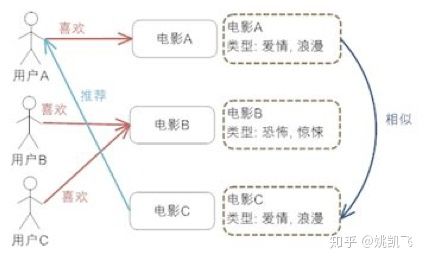 喜欢
电影A
电影A
类型: 爱情, 浪漫
用户A
推荐
相似
喜欢
电影B
电影B
类型: 恐怖, 惊悚
用户B
喜欢
电影C
电影C
类型: 爱情, 浪漫
用户C
知乎 @姚凯飞